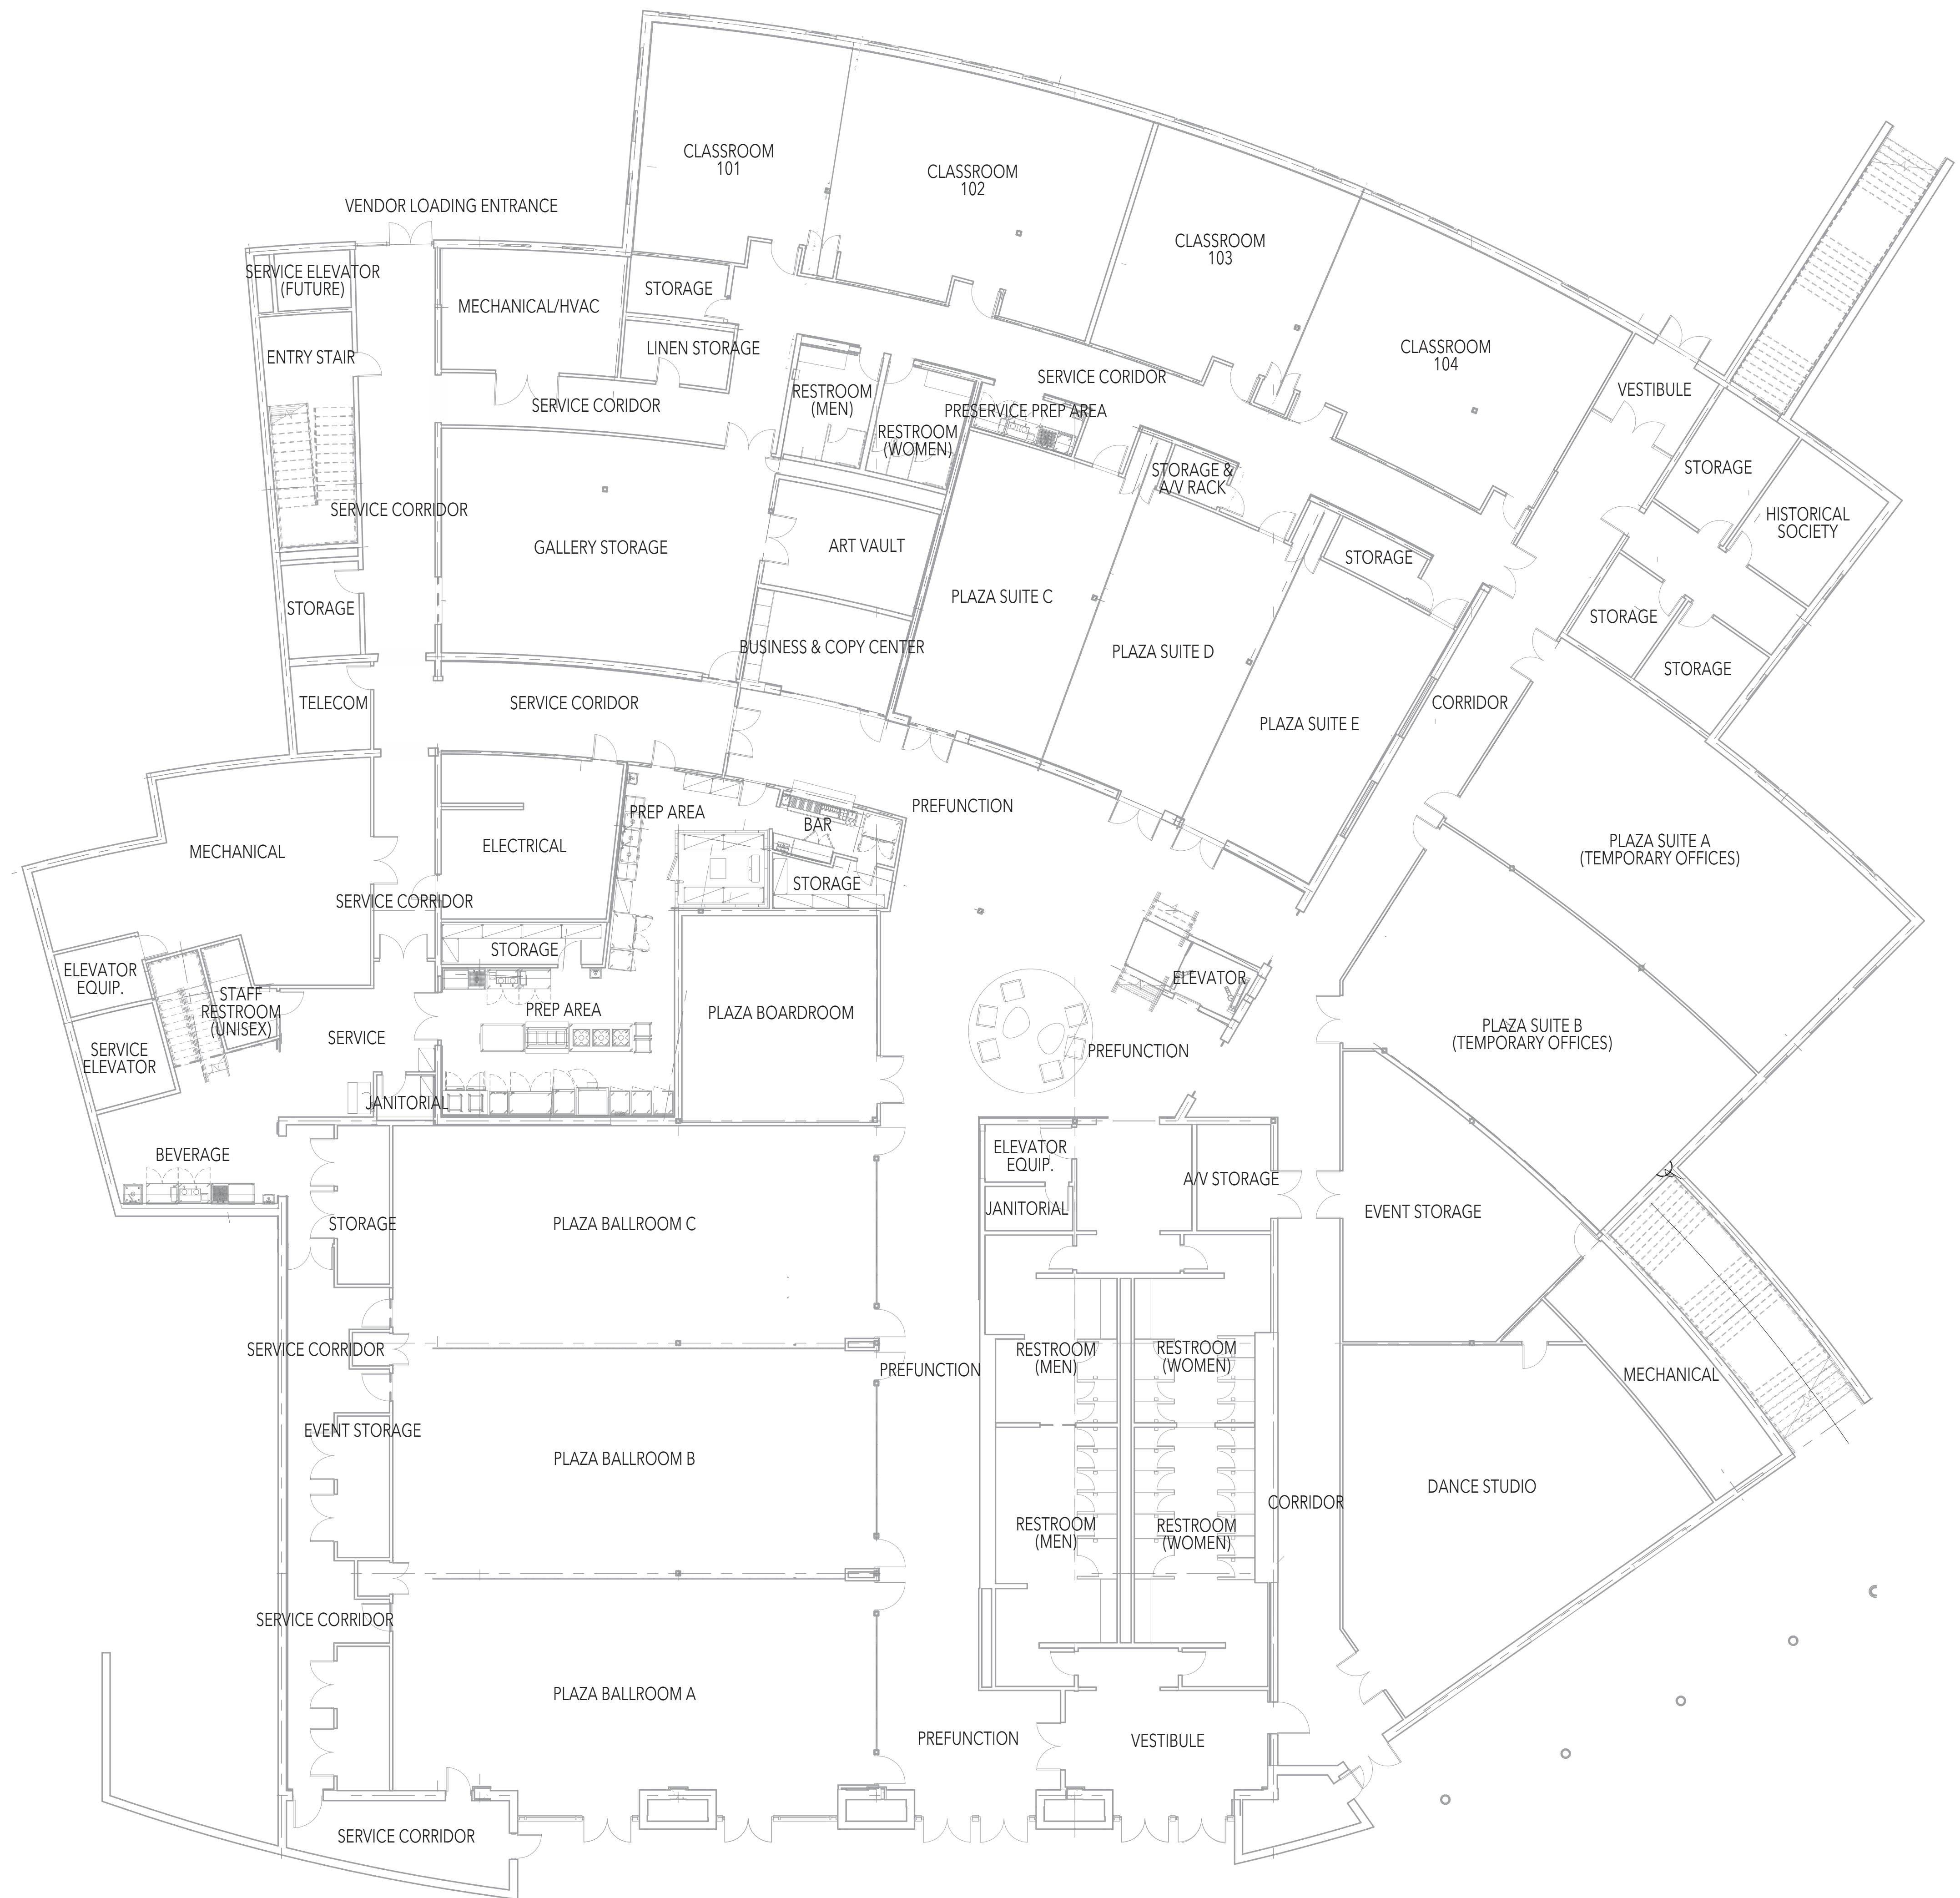 CLASSROOM
101
CLASSROOM
102
VENDOR LOADING ENTRANCE
CLASSROOM
103
SERVICE ELEVATOR
(FUTURE)
STORAGE
MECHANICAL/HVAC
LINEN STORAGE
ENTRY STAIR
CLASSROOM
104
SERVICE CORIDOR
VESTIBULE
RESTROOM
(MEN)
SERVICE CORIDOR
PRESERVICE PREP AREA
RESTROOM
(WOMEN)
STORAGE &
A/V RACK
STORAGE
SERVICE CORRIDOR
HISTORICAL
SOCIETY
GALLERY STORAGE
ART VAULT
STORAGE
PLAZA SUITE C
STORAGE
STORAGE
BUSINESS & COPY CENTER
PLAZA SUITE D
STORAGE
TELECOM
SERVICE CORIDOR
CORRIDOR
PLAZA SUITE E
PREFUNCTION
PREP AREA
BAR
ELECTRICAL
MECHANICAL
PLAZA SUITE A
(TEMPORARY OFFICES)
STORAGE
SERVICE CORRIDOR
STORAGE
ELEVATOR
EQUIP.
ELEVATOR
STAFF
RESTROOM
(UNISEX)
PREP AREA
PLAZA BOARDROOM
PLAZA SUITE B
(TEMPORARY OFFICES)
SERVICE
SERVICE
ELEVATOR
PREFUNCTION
JANITORIAL
BEVERAGE
ELEVATOR
EQUIP.
A/V STORAGE
JANITORIAL
STORAGE
PLAZA BALLROOM C
EVENT STORAGE
SERVICE CORRIDOR
PREFUNCTION
RESTROOM
(MEN)
RESTROOM
(WOMEN)
MECHANICAL
EVENT STORAGE
PLAZA BALLROOM B
DANCE STUDIO
CORRIDOR
RESTROOM
(MEN)
RESTROOM
(WOMEN)
SERVICE CORRIDOR
PLAZA BALLROOM A
PREFUNCTION
VESTIBULE
SERVICE CORRIDOR